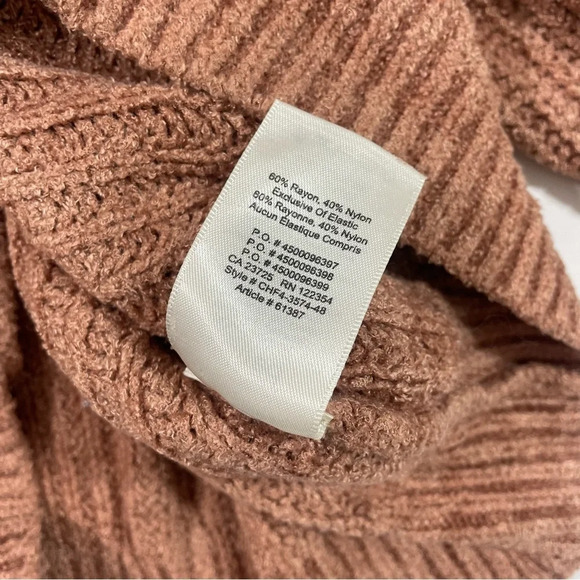 60% Rayon, 40% Nylon
Exclusive Of Elastic
60% Rayonne, 40% Nylon
Aucun Élastique Compris
P.O. # 4500096397
P.O. # 4500096398
P.O. # 4500096399
CA 23725 RN 122354
Style # CHF4-3574-48
Article # 61387